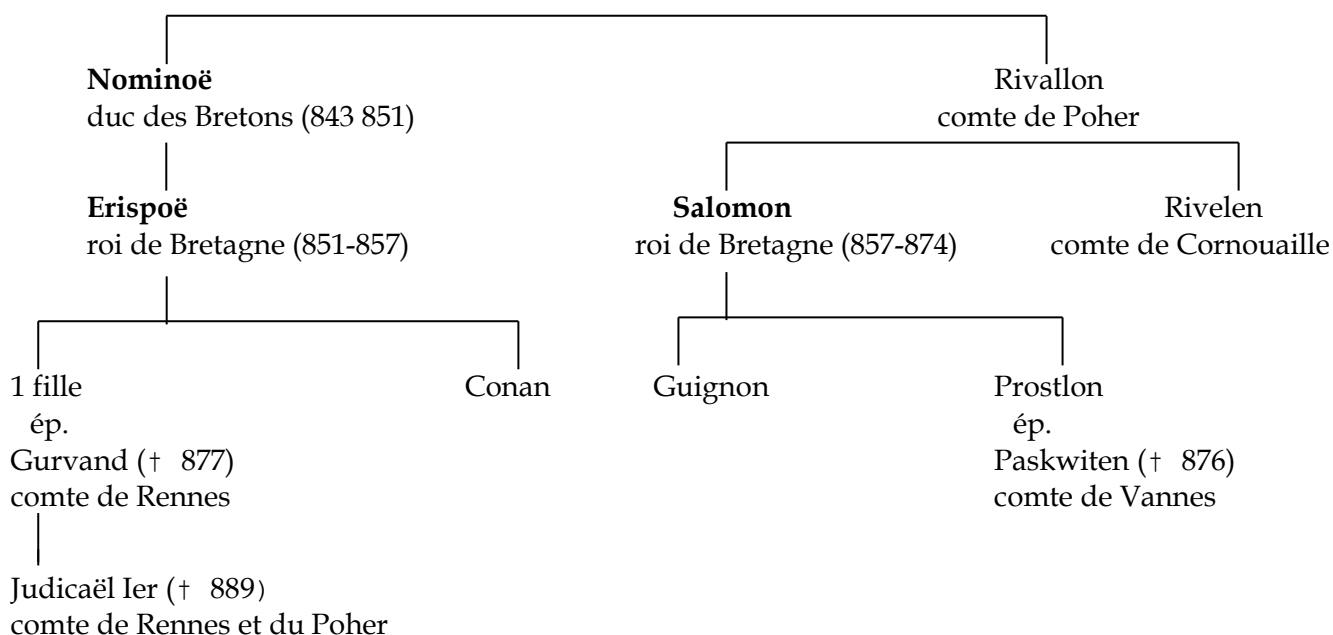 Nominoë
duc des Bretons (843 851)
Rivallon
comte de Poher
Erispoë
roi de Bretagne (851-857)
Salomon
roi de Bretagne (857-874)
Rivelen
comte de Cornouaille
1 fille
ép.
Gurvand († 877)
comte de Rennes
Conan
Guignon
Prostlon
ép.
Paskwiten († 876)
comte de Vannes
Judicaël Ier († 889)
comte de Rennes et du Poher